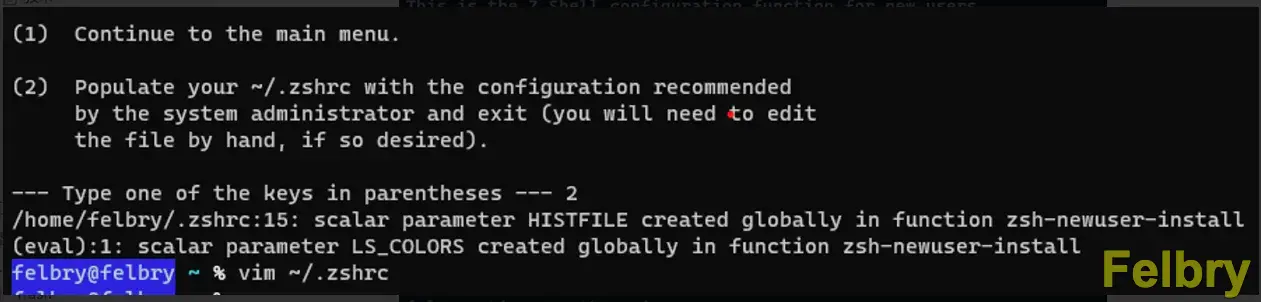 This is the Z Shell configuration function for new users
(1)  Continue to the main menu.
(2)  Populate your ~/.zshrc with the configuration recommended
by the system administrator and exit (you will need to edit
the file by hand, if so desired).
--- Type one of the keys in parentheses --- 2
/home/felbry/.zshrc:15: scalar parameter HISTFILE created globally in function zsh-newuser-install
(eval):1: scalar parameter LS_COLORS created globally in function zsh-newuser-install
felbry@felbry ~ % vim ~/.zshrc
Felbry